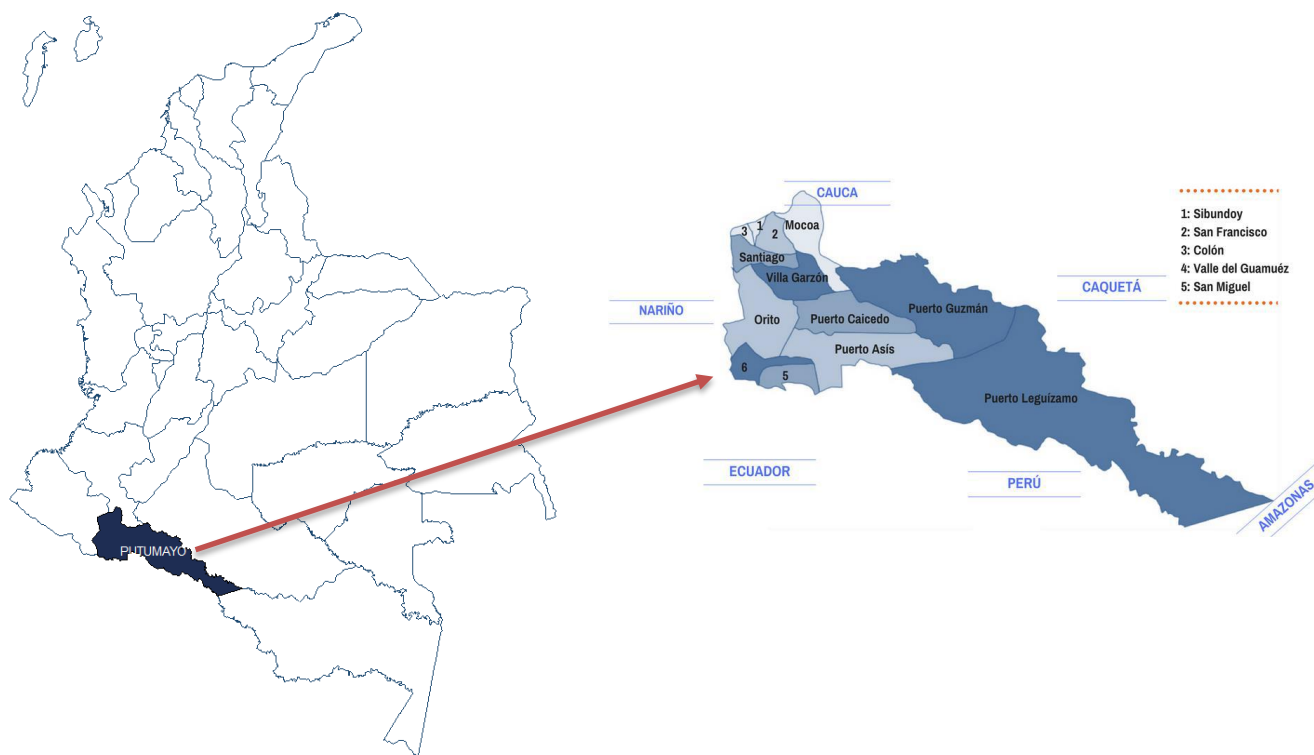 PUTUMAYO
CAUCA
1: Sibundoy
2: San Francisco
3: Colón
4: Valle del Guamuéz
5: San Miguel
1
Mocoa
3
2
Santiago
Villa Garzón
CAQUETÁ
NARIÑO
Puerto Guzmán
Orito
Puerto Caicedo
Puerto Asís
6
5
Puerto Leguízamo
ECUADOR
PERÚ
AMAZONAS